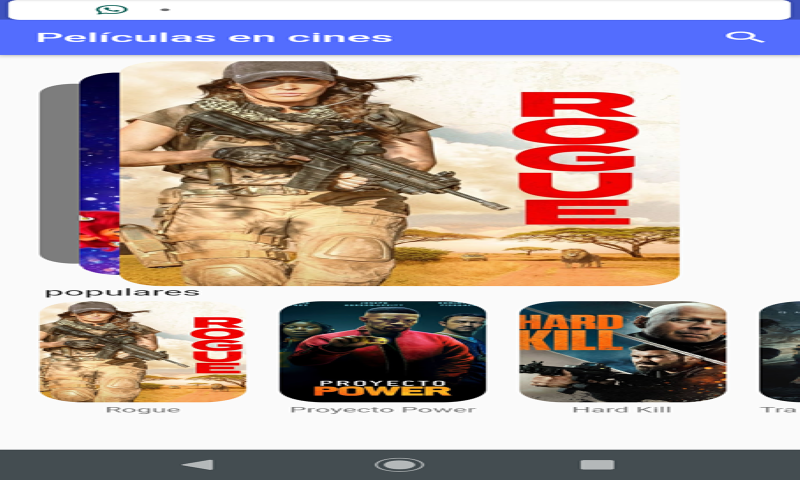 Películas en cines
ROGUE
populares
ROGUE
PROYECTO
POWER
HARD
KILL
Rogue
Proyecto Power
Hard Kill
Tra